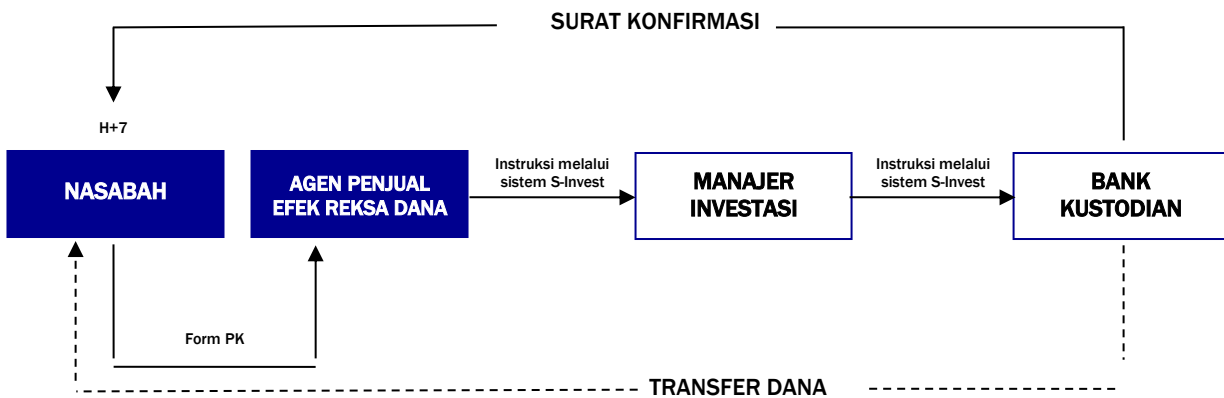 SURAT KONFIRMASI
H+7
NASABAH
AGEN PENJUAL
EFEK REKSA DANA
Instruksi melalui
sistem S-Invest
MANAJER
INVESTASI
Instruksi melalui
sistem S-Invest
BANK
KUSTODIAN
Form PK
TRANSFER DANA